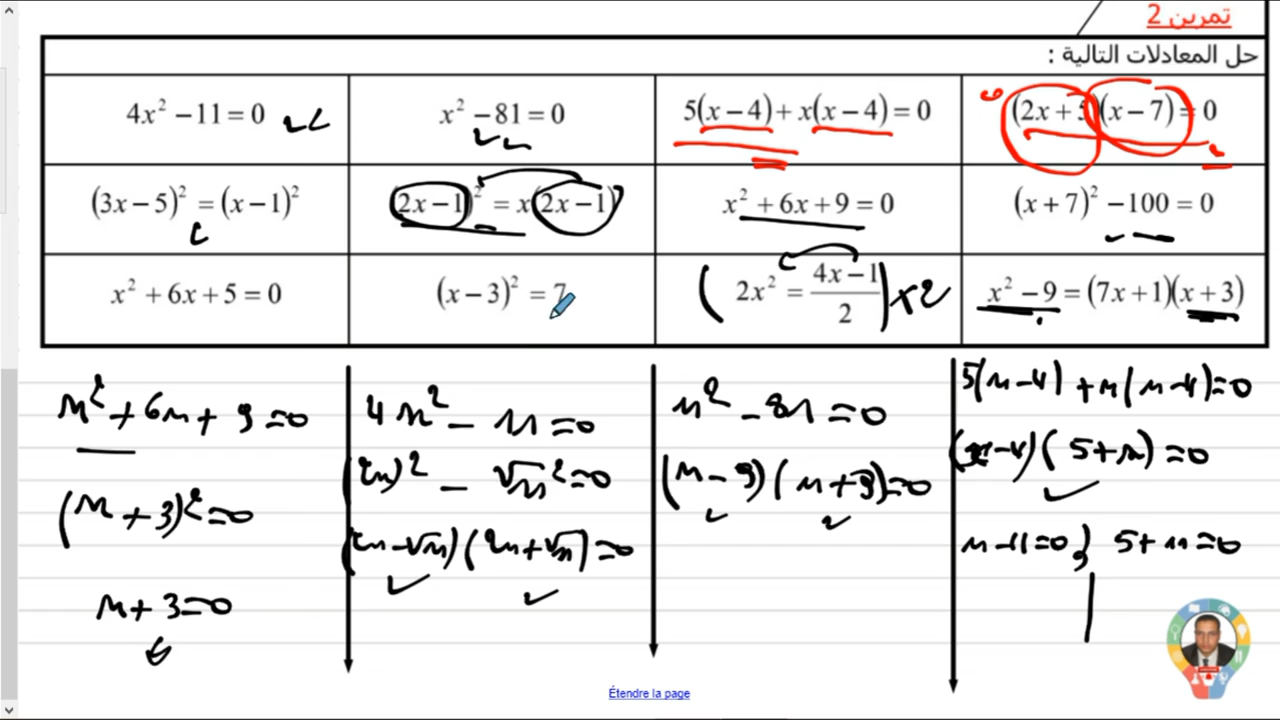 تمرين 2
حل المعادلات التالية :
4x² − 11 = 0
x² − 81 = 0
5(x − 4) + x(x − 4) = 0
(2x + 5)(x − 7) = 0
(3x − 5)² = (x − 1)²
(2x − 1)² = x(2x − 1)
x² + 6x + 9 = 0
(x + 7)² − 100 = 0
x² + 6x + 5 = 0
(x − 3)² = 7
(2x² = (4x − 1)/2) × 2
x² − 9 = (7x + 1)(x + 3)
x² + 6x + 9 = 0
(x + 3)² = 0
x + 3 = 0
4x² − 11 = 0
(2x)² − √11² = 0
(2x − √11)(2x + √11) = 0
x² − 81 = 0
(x − 9)(x + 9) = 0
5(x − 4) + x(x − 4) = 0
(x − 4)(5 + x) = 0
x − 4 = 0 ; 5 + x = 0
Étendre la page